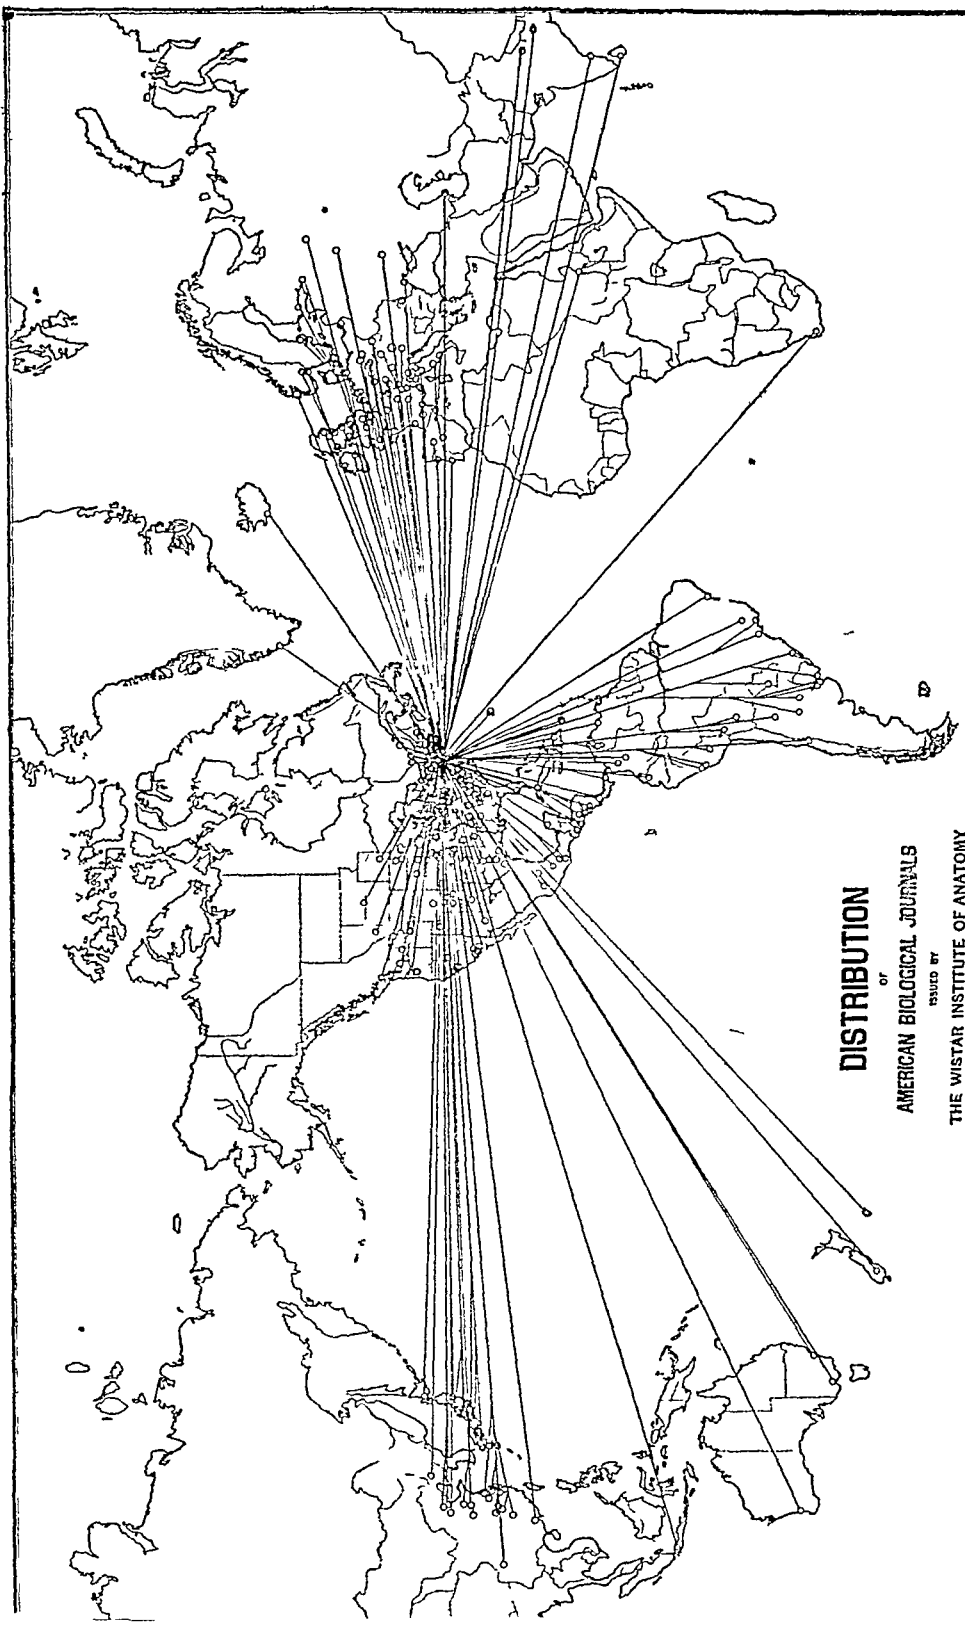 DISTRIBUTION
OF
AMERICAN BIOLOGICAL JOURNALS
ISSUED BY
THE WISTAR INSTITUTE OF ANATOMY